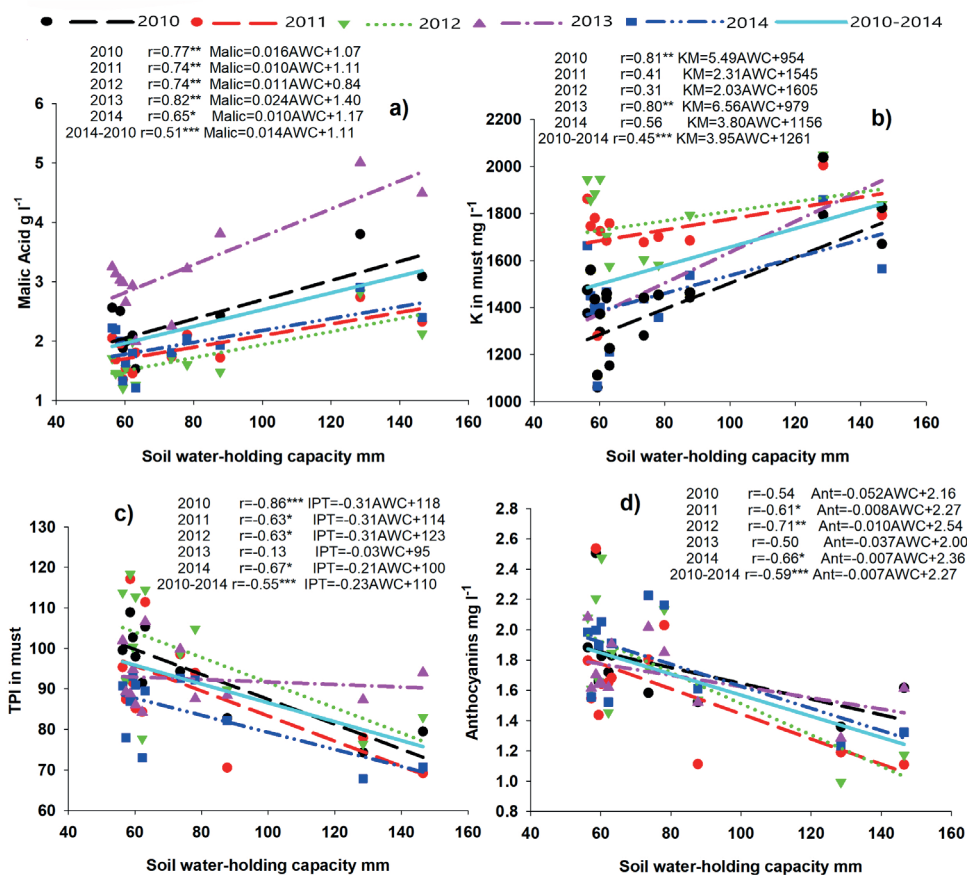 2010 2011 2012 2013 2014 2010-2014
2010 r=0.77** Malic=0.016AWC+1.07
2011 r=0.74** Malic=0.010AWC+1.11
2012 r=0.74** Malic=0.011AWC+0.84
2013 r=0.82** Malic=0.024AWC+1.40
2014 r=0.65* Malic=0.010AWC+1.17
2014-2010 r=0.51*** Malic=0.014AWC+1.11
a)
6
5
4
3
2
1
Malic Acid g l-1
40 60 80 100 120 140 160
Soil water-holding capacity mm
2010 r=0.81** KM=5.49AWC+954
2011 r=0.41 KM=2.31AWC+1545
2012 r=0.31 KM=2.03AWC+1605
2013 r=0.80** KM=6.56AWC+979
2014 r=0.56 KM=3.80AWC+1156
2010-2014 r=0.45*** KM=3.95AWC+1261
b)
2200
2000
1800
1600
1400
1200
1000
K in must mg l-1
40 60 80 100 120 140 160
Soil water-holding capacity mm
2010 r=-0.86*** IPT=-0.31AWC+118
2011 r=-0.63* IPT=-0.31AWC+114
2012 r=-0.63* IPT=-0.31AWC+123
2013 r=-0.13 IPT=-0.03WC+95
2014 r=-0.67* IPT=-0.21AWC+100
2010-2014 r=-0.55*** IPT=-0.23AWC+110
c)
130
120
110
100
90
80
70
60
TPI in must
40 60 80 100 120 140 160
Soil water-holding capacity mm
2010 r=-0.54 Ant=-0.052AWC+2.16
2011 r=-0.61* Ant=-0.008AWC+2.27
2012 r=-0.71** Ant=-0.010AWC+2.54
2013 r=-0.50 Ant=-0.037AWC+2.00
2014 r=-0.66* Ant=-0.007AWC+2.36
2010-2014 r=-0.59*** Ant=-0.007AWC+2.27
d)
2.8
2.6
2.4
2.2
2.0
1.8
1.6
1.4
1.2
1.0
0.8
Anthocyanins mg l-1
40 60 80 100 120 140 160
Soil water-holding capacity mm